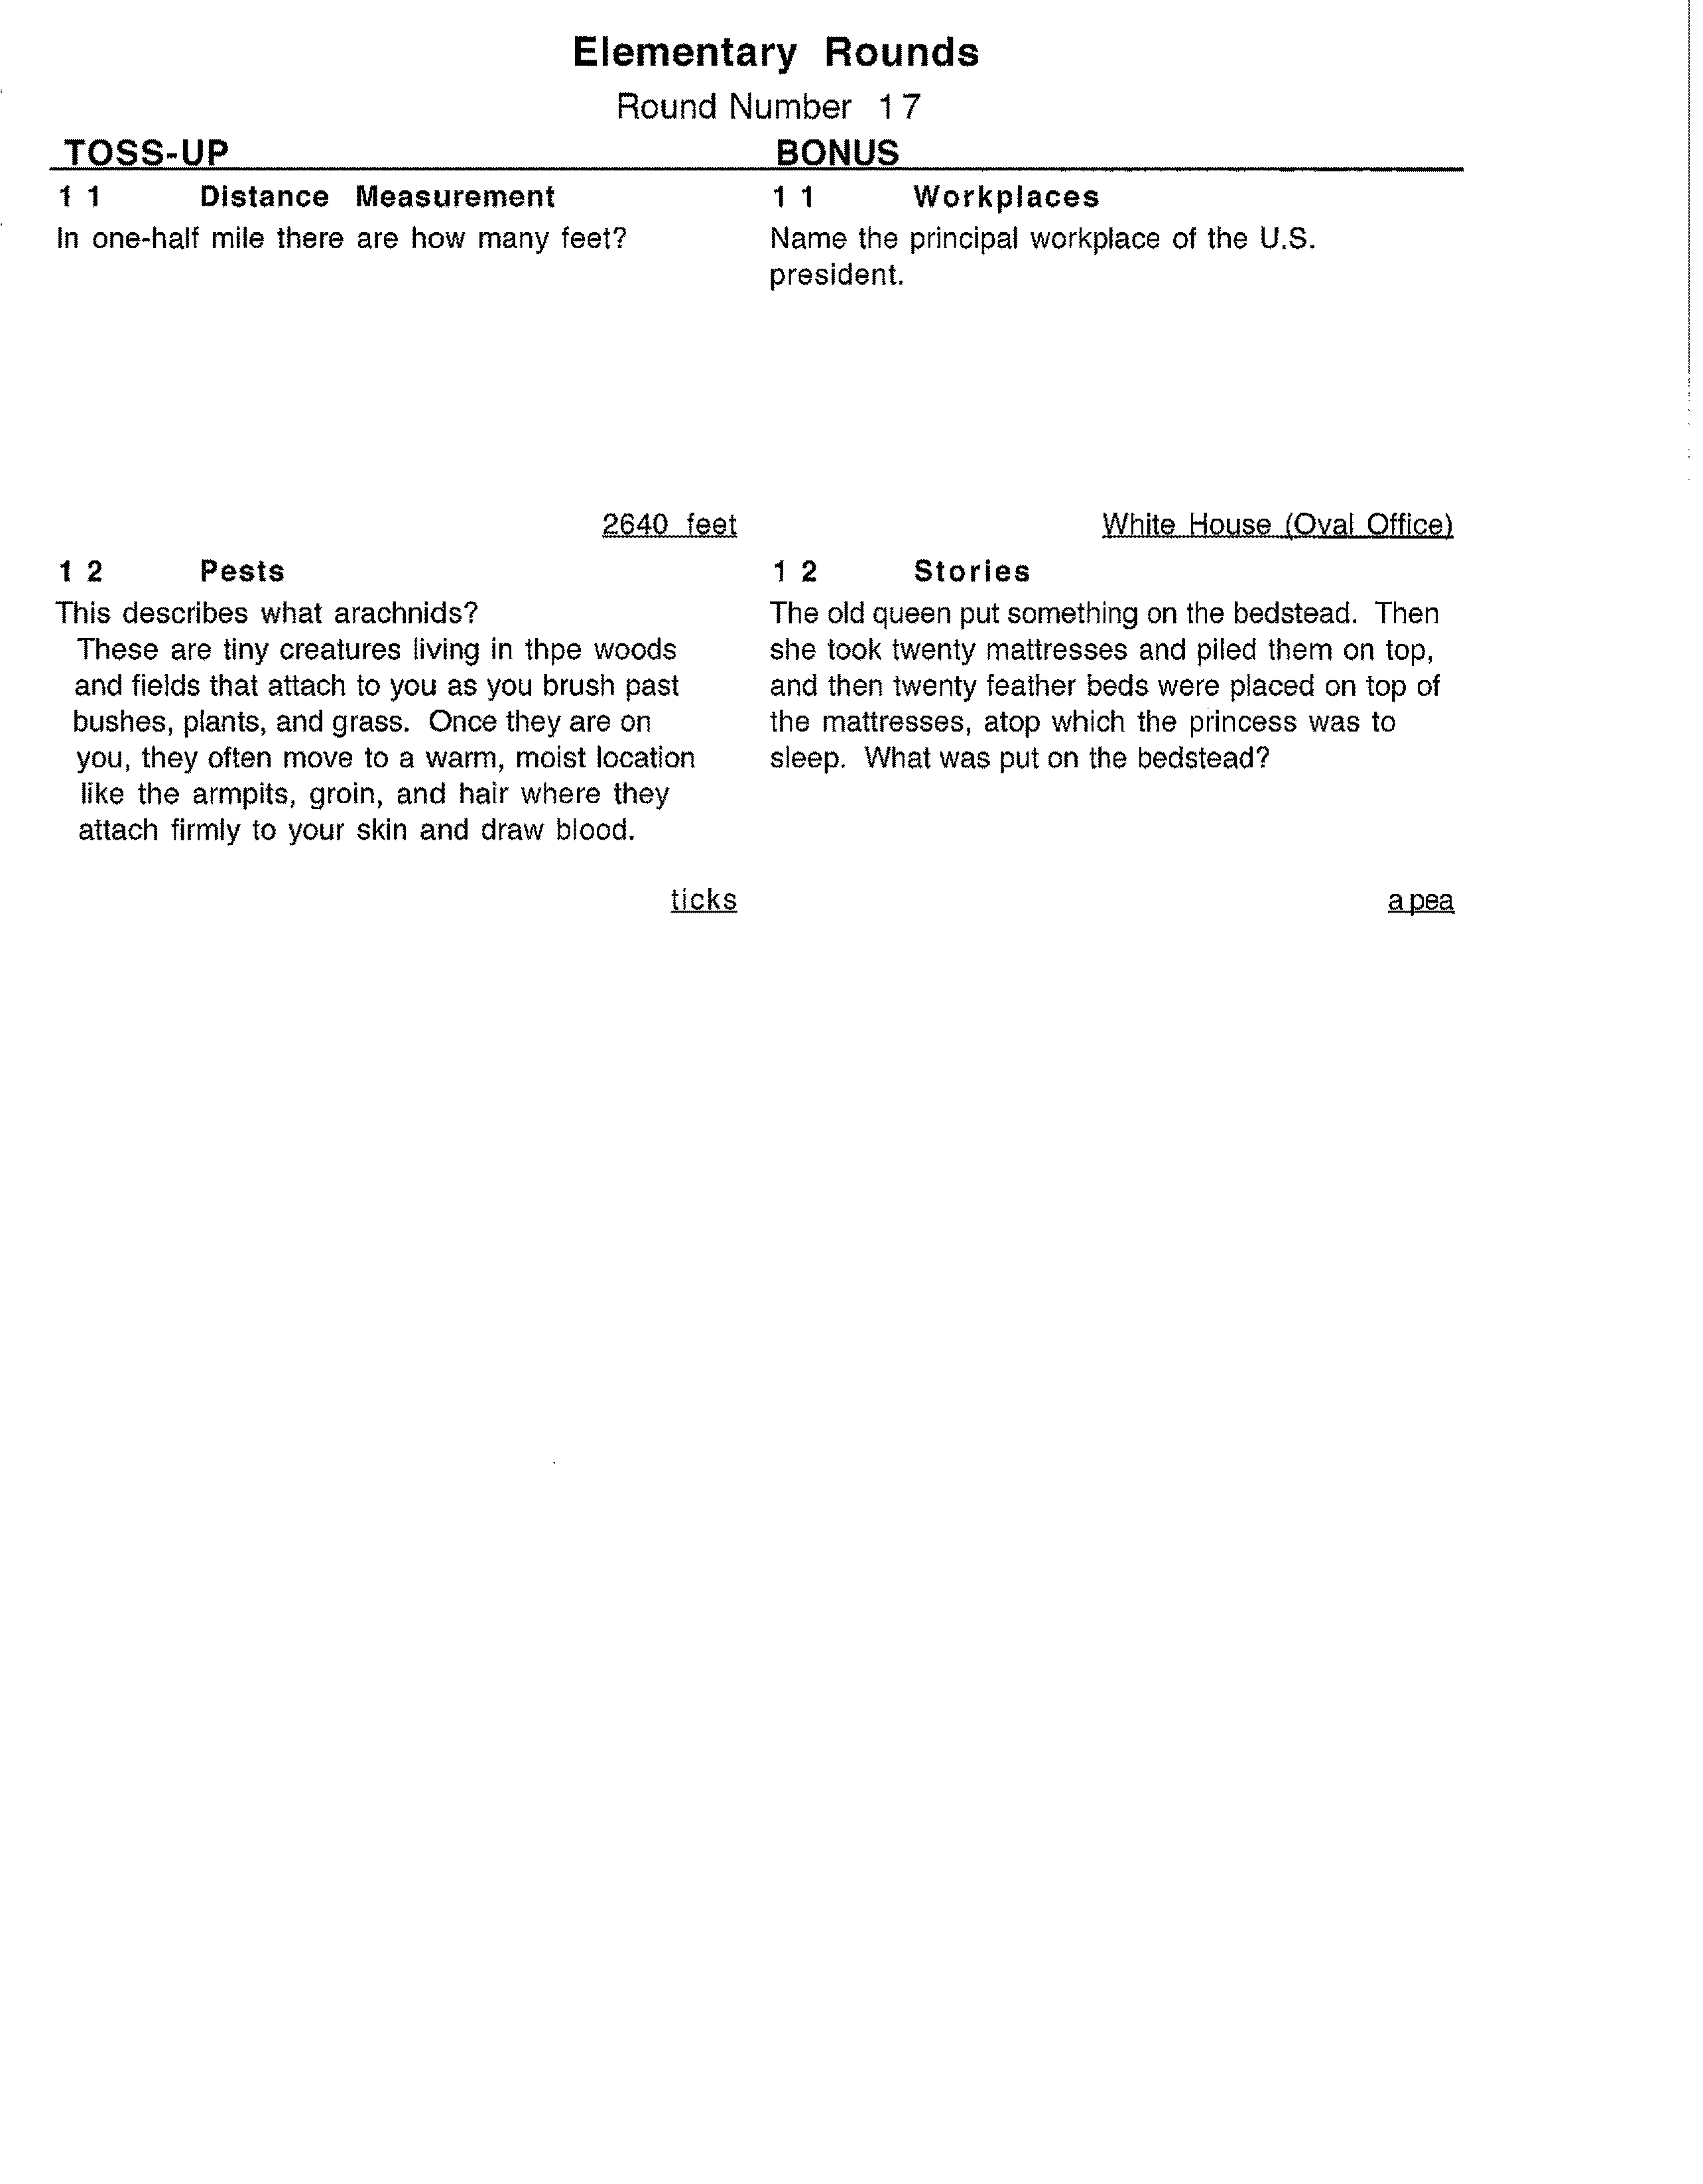 Elementary Rounds
Round Number 17
TOSS-UP
11 Distance Measurement
In one-half mile there are how many feet?
2640 feet
12 Pests
This describes what arachnids?
These are tiny creatures living in thpe woods
and fields that attach to you as you brush past
bushes, plants, and grass. Once they are on
you, they often move to a warm, moist location
like the armpits, groin, and hair where they
attach firmly to your skin and draw blood.
ticks
BONUS
11 Workplaces
Name the principal workplace of the U.S.
president.
White House (Oval Office)
12 Stories
The old queen put something on the bedstead. Then
she took twenty mattresses and piled them on top,
and then twenty feather beds were placed on top of
the mattresses, atop which the princess was to
sleep. What was put on the bedstead?
a pea